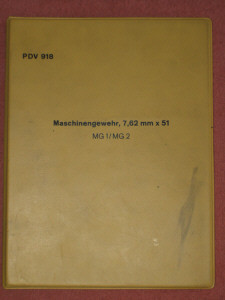 PDV 918
Maschinengewehr, 7,62 mm x 51
MG 1/MG 2